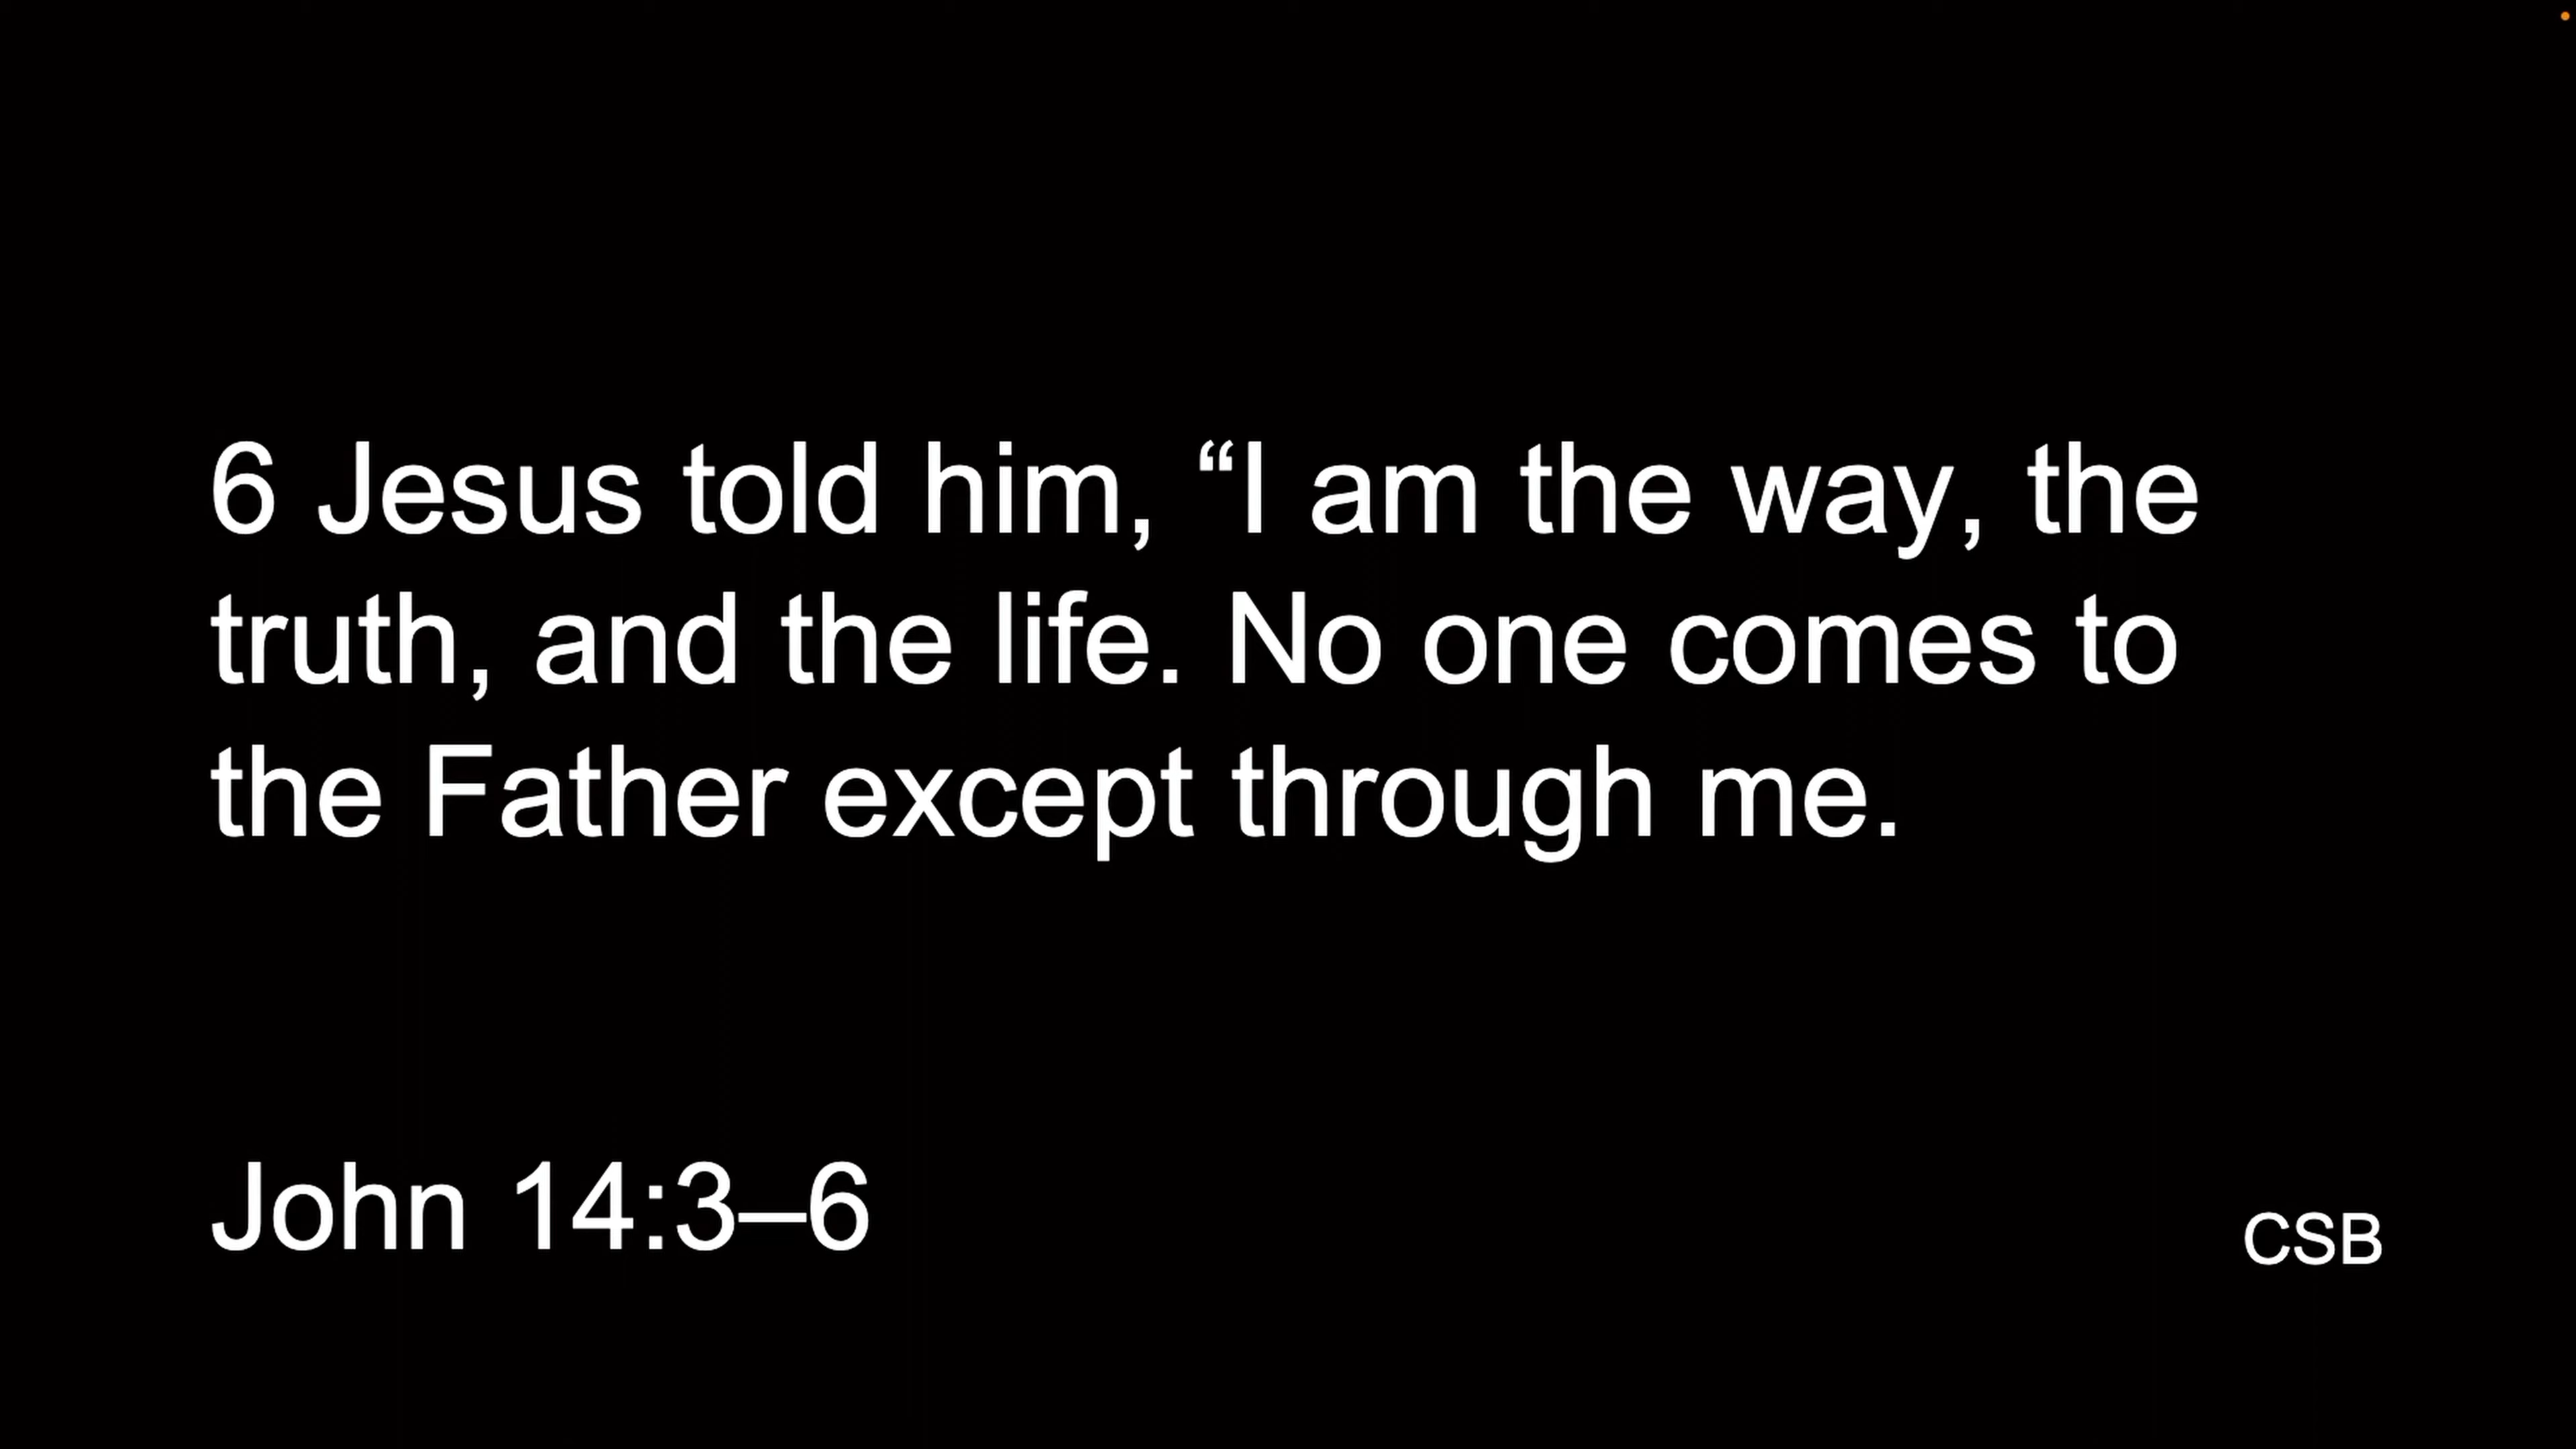 6 Jesus told him, “I am the way, the
truth, and the life. No one comes to
the Father except through me.
John 14:3–6
CSB